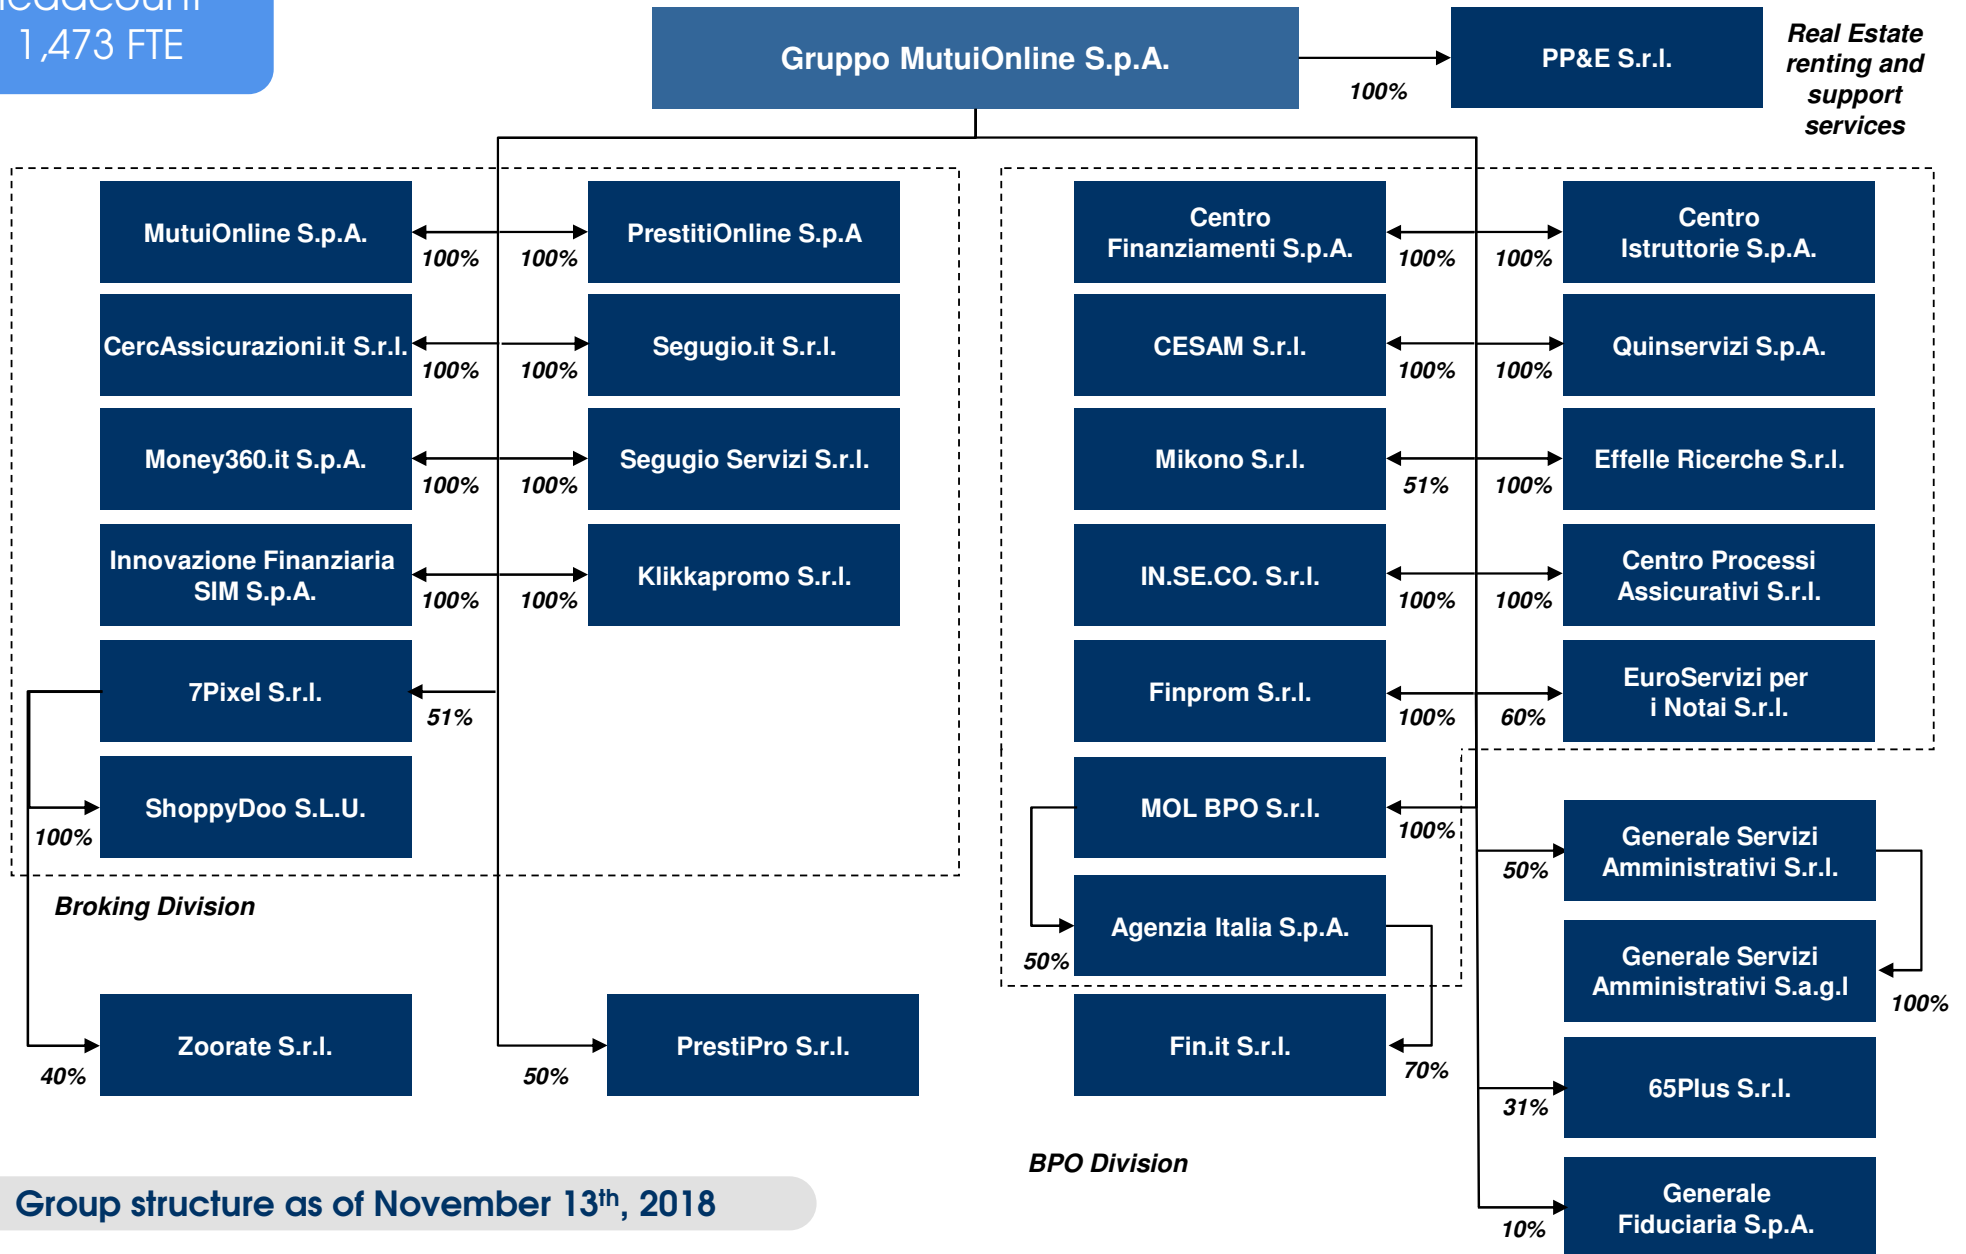 1,473 FTE
Gruppo MutuiOnline S.p.A.
100%
PP&E S.r.l.
Real Estate
renting and
support
services
MutuiOnline S.p.A.
100%
100%
PrestitiOnline S.p.A
CercAssicurazioni.it S.r.l.
100%
100%
Segugio.it S.r.l.
Money360.it S.p.A.
100%
100%
Segugio Servizi S.r.l.
Innovazione Finanziaria
SIM S.p.A.
100%
100%
Klikkapromo S.r.l.
7Pixel S.r.l.
51%
ShoppyDoo S.L.U.
100%
Broking Division
Zoorate S.r.l.
40%
50%
PrestiPro S.r.l.
Centro
Finanziamenti S.p.A.
100%
100%
Centro
Istruttorie S.p.A.
CESAM S.r.l.
100%
100%
Quinservizi S.p.A.
Mikono S.r.l.
51%
100%
Effelle Ricerche S.r.l.
IN.SE.CO. S.r.l.
100%
100%
Centro Processi
Assicurativi S.r.l.
Finprom S.r.l.
100%
60%
EuroServizi per
i Notai S.r.l.
MOL BPO S.r.l.
100%
50%
Generale Servizi
Amministrativi S.r.l.
Agenzia Italia S.p.A.
50%
Generale Servizi
Amministrativi S.a.g.l
100%
Fin.it S.r.l.
70%
65Plus S.r.l.
31%
BPO Division
Generale
Fiduciaria S.p.A.
10%
Group structure as of November 13th, 2018